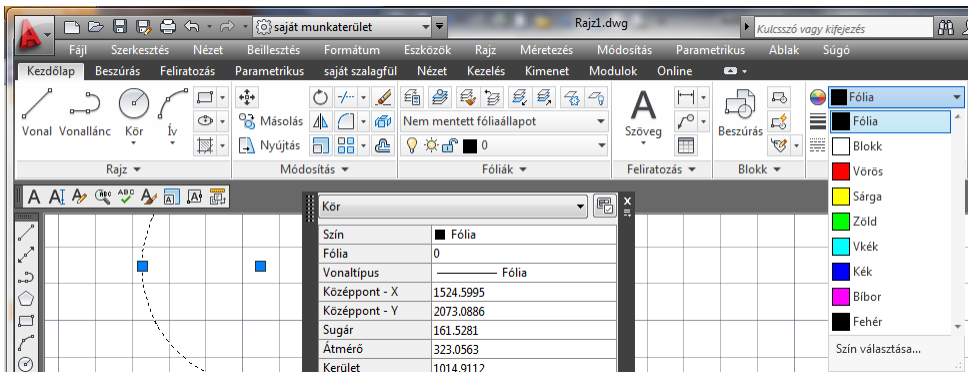 saját munkaterület
Rajz1.dwg
Kulcsszó vagy kifejezés
Fájl Szerkesztés Nézet Beillesztés Formátum Eszközök Rajz Méretezés Módosítás Parametrikus Ablak Súgó
Kezdőlap Beszúrás Feliratozás Parametrikus saját szalagfül Nézet Kezelés Kimenet Modulok Online
Vonal Vonallánc Kör Ív
Másolás
Nyújtás
Nem mentett fóliaállapot
0
A
Szöveg
Beszúrás
Rajz Módosítás Fóliák Feliratozás Blokk
Fólia
Fólia
Blokk
Vörös
Sárga
Zöld
Vkék
Kék
Bíbor
Fehér
Szín választása...
Kör
Szín Fólia
Fólia 0
Vonaltípus Fólia
Középpont - X 1524.5995
Középpont - Y 2073.0886
Sugár 161.5281
Átmérő 323.0563
Kerület 1014.9112